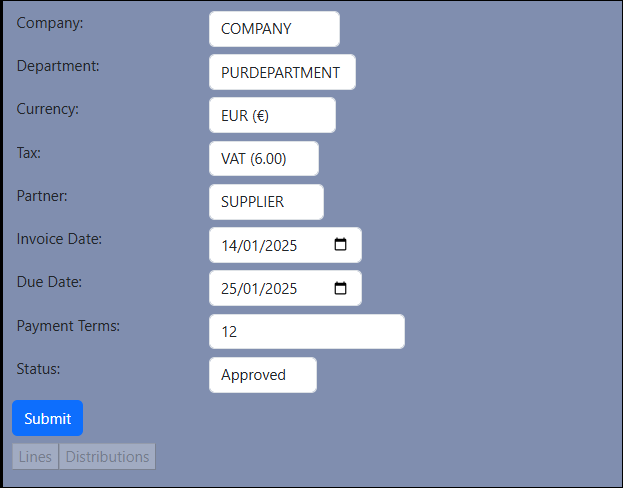 Company: COMPANY
Department: PURDEPARTMENT
Currency: EUR (€)
Tax: VAT (6.00)
Partner: SUPPLIER
Invoice Date: 14/01/2025
Due Date: 25/01/2025
Payment Terms: 12
Status: Approved
Submit
Lines Distributions